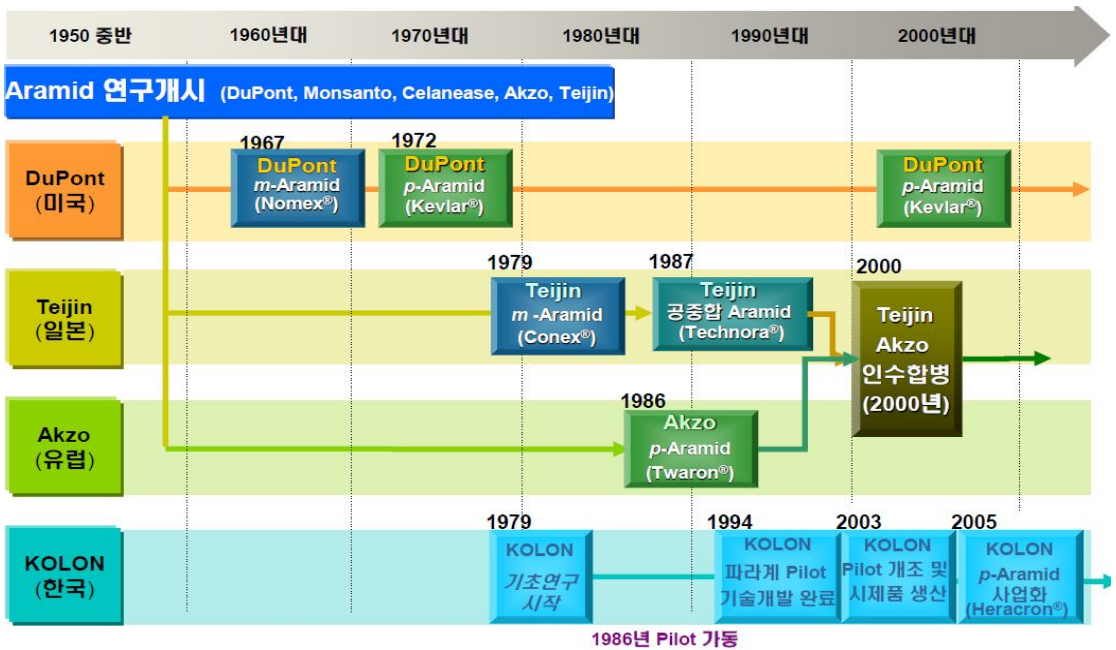 1950 중반 1960년대 1970년대 1980년대 1990년대 2000년대
Aramid 연구개시 (DuPont, Monsanto, Celanease, Akzo, Teijin)
DuPont
(미국)
1967
DuPont
m-Aramid
(Nomex®)
1972
DuPont
p-Aramid
(Kevlar®)
DuPont
p-Aramid
(Kevlar®)
Teijin
(일본)
1979
Teijin
m -Aramid
(Conex®)
1987
Teijin
공중합 Aramid
(Technora®)
2000
Teijin
Akzo
인수합병
(2000년)
Akzo
(유럽)
1986
Akzo
p-Aramid
(Twaron®)
KOLON
(한국)
1979
KOLON
기초연구
시작
1986년 Pilot 가동
1994
KOLON
파라계 Pilot
기술개발 완료
2003
KOLON
Pilot 개조 및
시제품 생산
2005
KOLON
p-Aramid
사업화
(Heracron®)